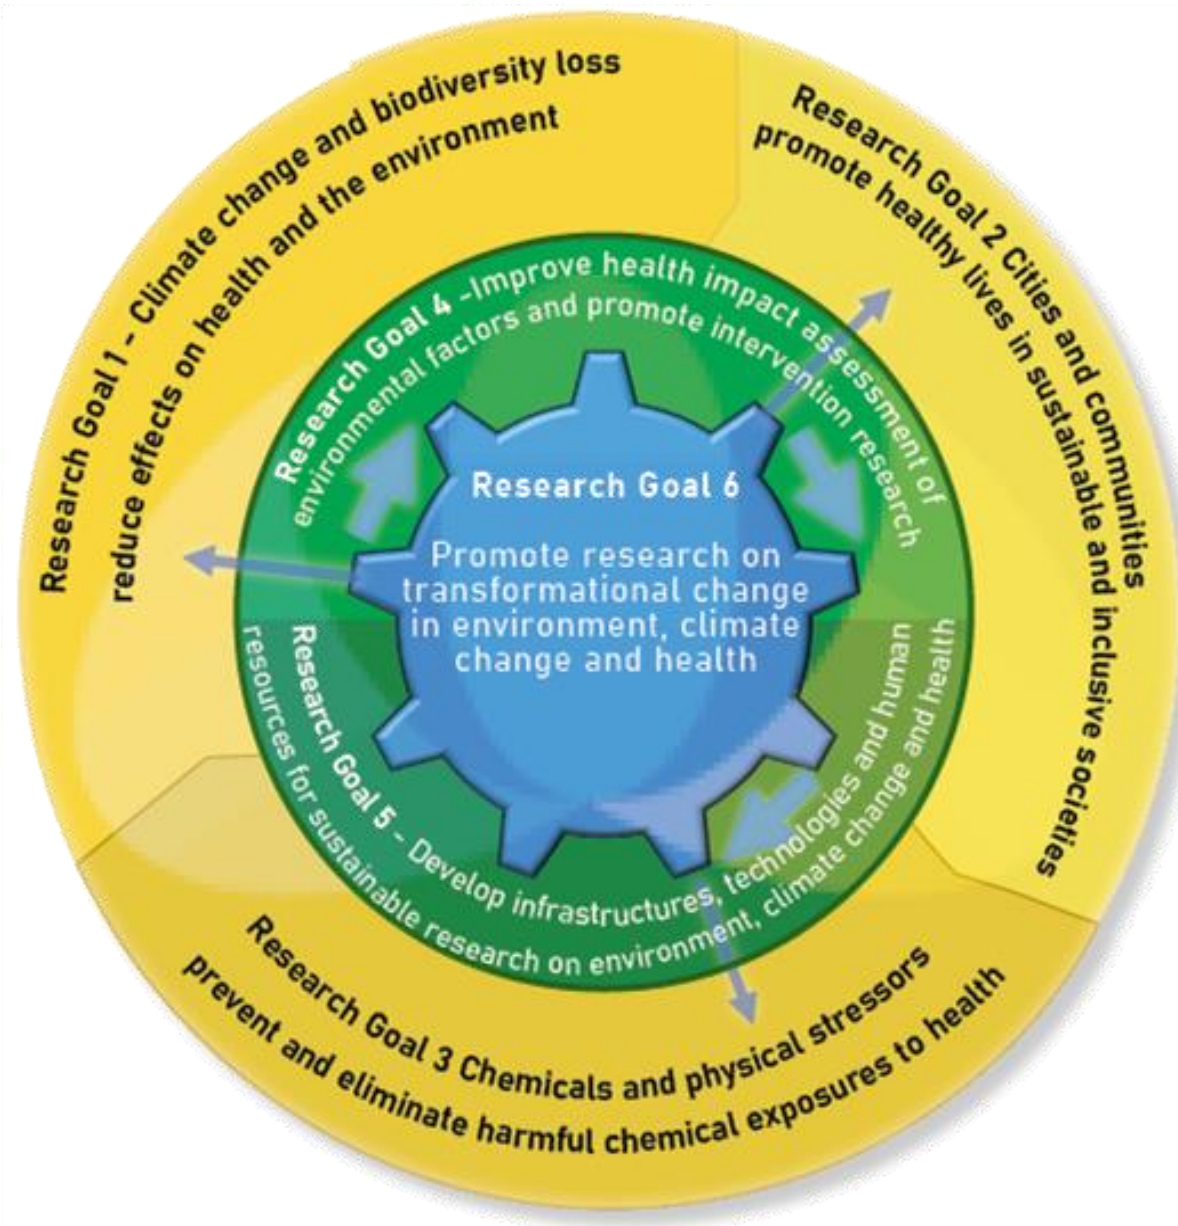 Research Goal 1 - Climate change and biodiversity loss
reduce effects on health and the environment
Research Goal 2 Cities and communities
promote healthy lives in sustainable and inclusive societies
Research Goal 3 Chemicals and physical stressors
prevent and eliminate harmful chemical exposures to health
Research Goal 4 -Improve health impact assessment of
environmental factors and promote intervention research
Research Goal 5 - Develop infrastructures, technologies and human
resources for sustainable research on environment, climate change and health
Research Goal 6
Promote research on
transformational change
in environment, climate
change and health